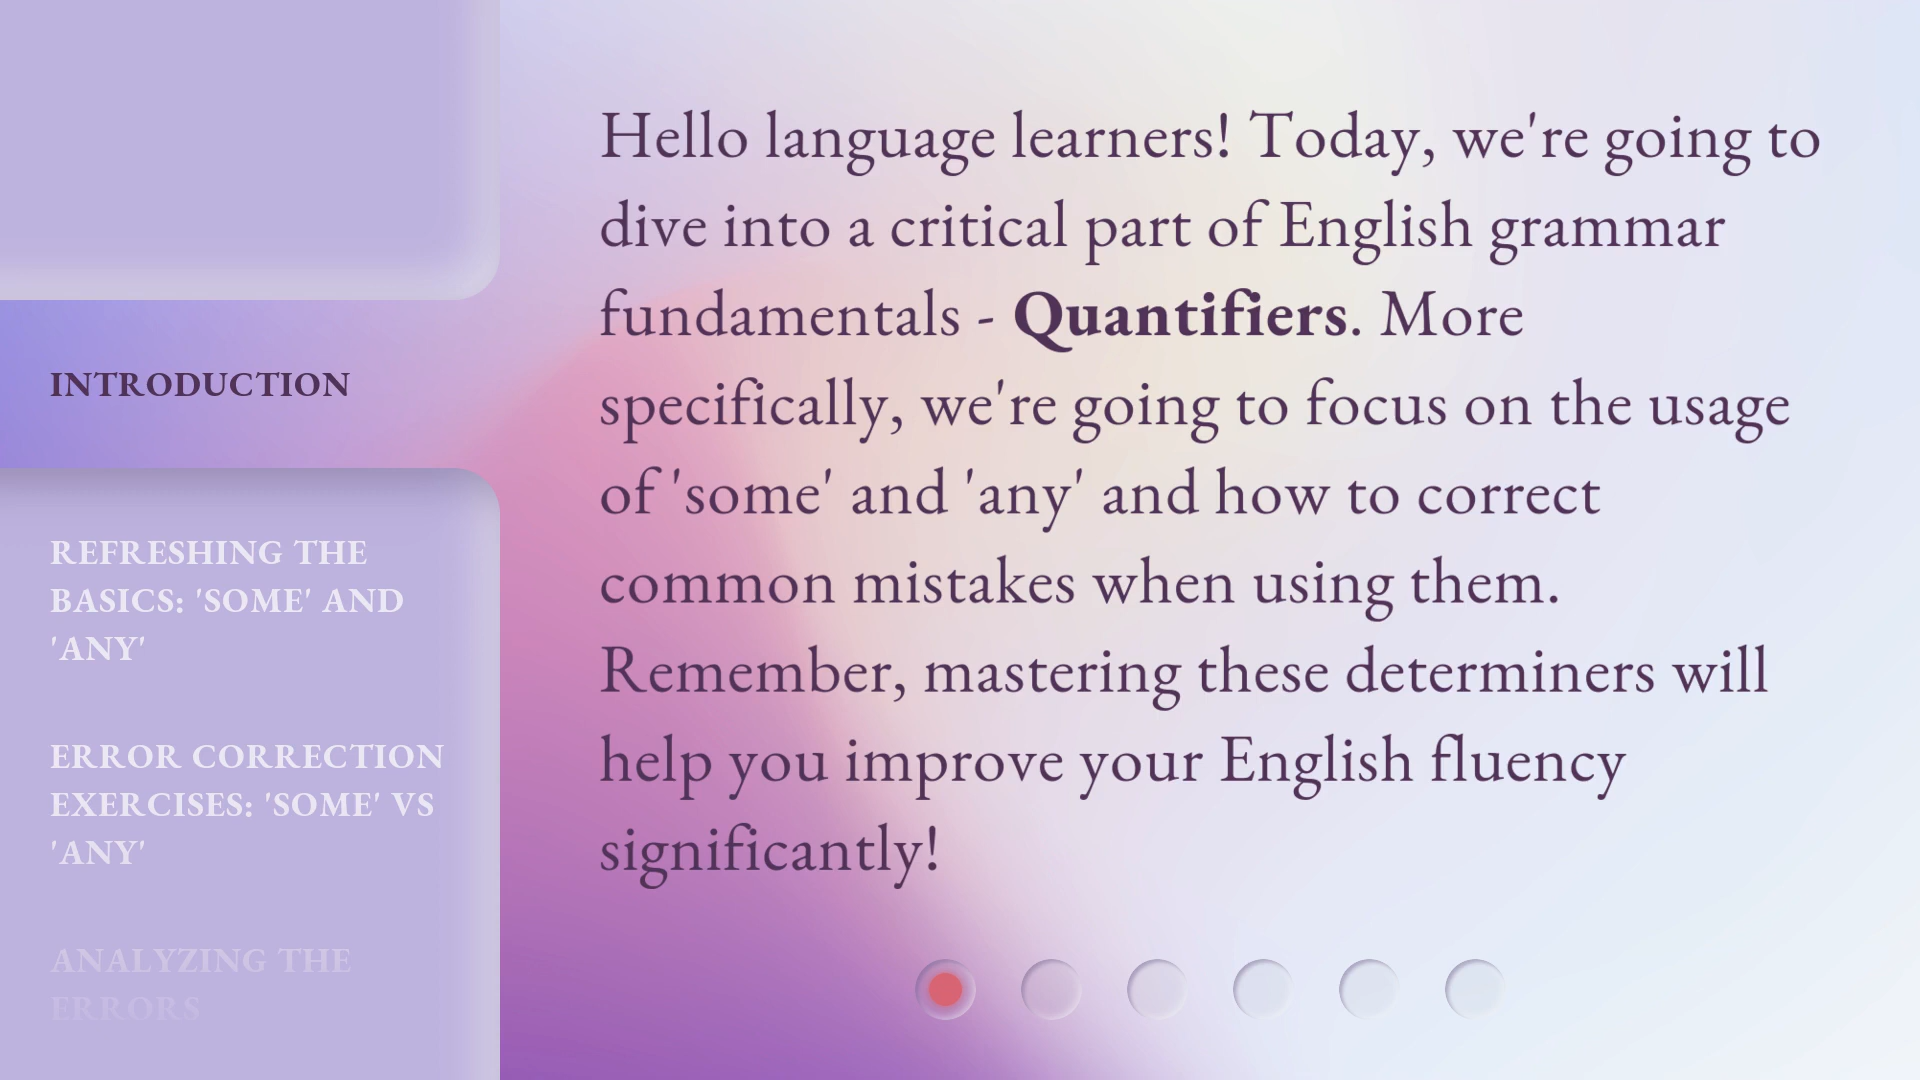 INTRODUCTION
REFRESHING THE
BASICS: 'SOME' AND
'ANY'
ERROR CORRECTION
EXERCISES: 'SOME' VS
'ANY'
ANALYZING THE
ERRORS
Hello language learners! Today, we're going to
dive into a critical part of English grammar
fundamentals - Quantifiers. More
specifically, we're going to focus on the usage
of 'some' and 'any' and how to correct
common mistakes when using them.
Remember, mastering these determiners will
help you improve your English fluency
significantly!